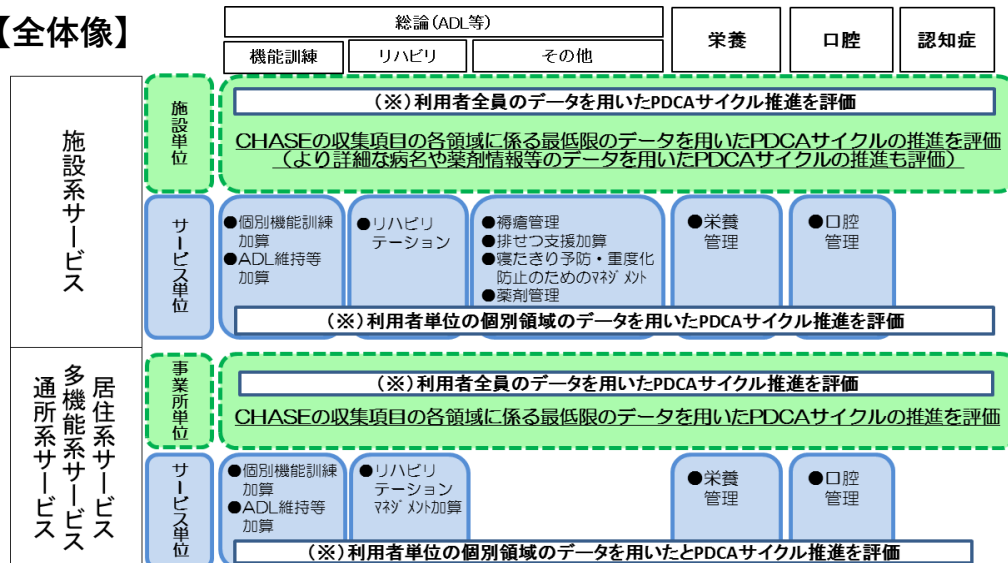 【全体像】
総論(ADL等)
機能訓練
リハビリ
その他
栄養
口腔
認知症
施設系サービス
施設単位
(※)利用者全員のデータを用いたPDCAサイクル推進を評価
CHASEの収集項目の各領域に係る最低限のデータを用いたPDCAサイクルの推進を評価
(より詳細な病名や薬剤情報等のデータを用いたPDCAサイクルの推進も評価)
サービス単位
●個別機能訓練
加算
●ADL維持等
加算
●リハビリ
テーション
●褥瘡管理
●排せつ支援加算
●寝たきり予防・重度化
防止のためのマネジメント
●薬剤管理
●栄養
管理
●口腔
管理
(※)利用者単位の個別領域のデータを用いたPDCAサイクル推進を評価
居住系サービス
多機能系サービス
通所系サービス
事業所単位
(※)利用者全員のデータを用いたPDCAサイクル推進を評価
CHASEの収集項目の各領域に係る最低限のデータを用いたPDCAサイクルの推進を評価
サービス単位
●個別機能訓練
加算
●ADL維持等
加算
●リハビリ
テーション
マネジメント加算
●栄養
管理
●口腔
管理
(※)利用者単位の個別領域のデータを用いたとPDCAサイクル推進を評価